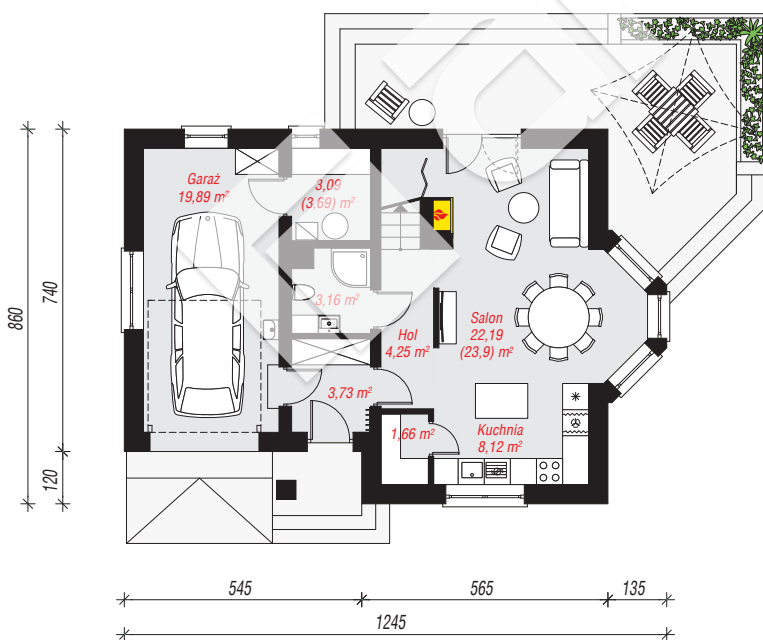 Garaż
19,89 m²
3,09
(3,69) m²
3,16 m²
Hol
4,25 m²
Salon
22,19
(23,9) m²
3,73 m²
1,66 m²
Kuchnia
8,12 m²
860
740
120
545
565
135
1245